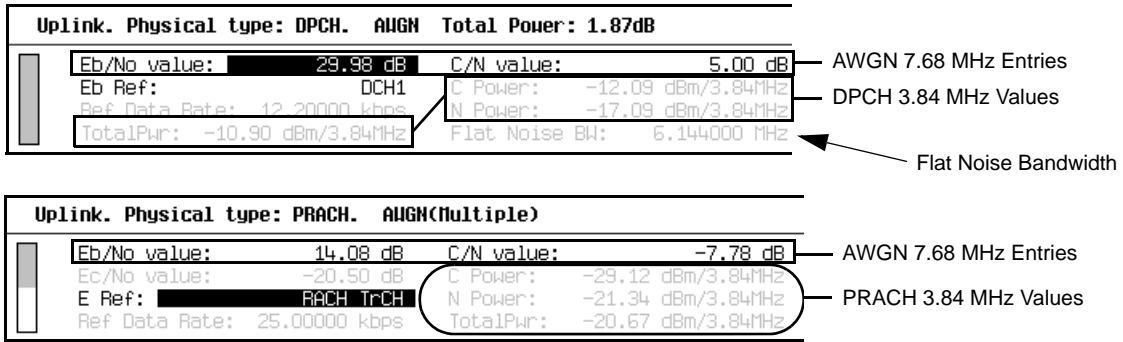 Uplink. Physical type: DPCH. AWGN Total Power: 1.87dB
Eb/No value: 29.98 dB C/N value: 5.00 dB
AWGN 7.68 MHz Entries
Eb Ref: DCH1 C Power: -12.09 dBm/3.84MHz
DPCH 3.84 MHz Values
Ref Data Rate: 12.20000 kbps N Power: -17.09 dBm/3.84MHz
TotalPwr: -10.90 dBm/3.84MHz Flat Noise BW: 6.144000 MHz
Flat Noise Bandwidth
Uplink. Physical type: PRACH. AWGN(Multiple)
Eb/No value: 14.08 dB C/N value: -7.78 dB
AWGN 7.68 MHz Entries
Ec/No value: -20.50 dB C Power: -29.12 dBm/3.84MHz
E Ref: RACH TrCH N Power: -21.34 dBm/3.84MHz
PRACH 3.84 MHz Values
Ref Data Rate: 25.00000 kbps TotalPwr: -20.67 dBm/3.84MHz